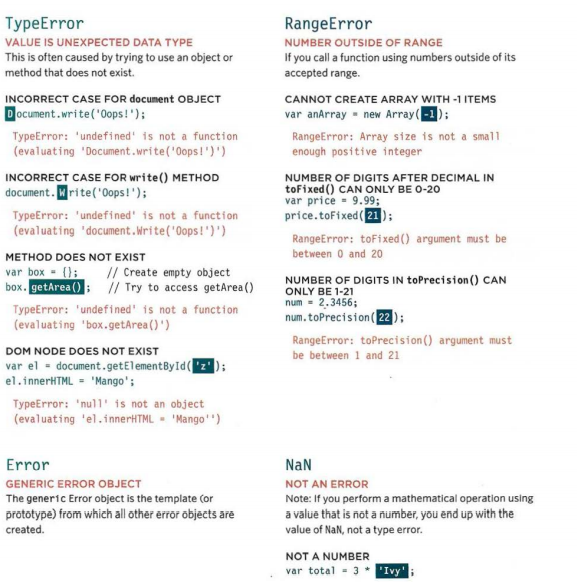 TypeError
VALUE IS UNEXPECTED DATA TYPE
This is often caused by trying to use an object or
method that does not exist.
INCORRECT CASE FOR document OBJECT
Document.write('Oops!');
TypeError: 'undefined' is not a function
(evaluating 'Document.write('Oops!')')
INCORRECT CASE FOR write() METHOD
document.Write('Oops!');
TypeError: 'undefined' is not a function
(evaluating 'document.Write('Oops!')')
METHOD DOES NOT EXIST
var box = {}; // Create empty object
box.getArea(); // Try to access getArea()
TypeError: 'undefined' is not a function
(evaluating 'box.getArea()')
DOM NODE DOES NOT EXIST
var el = document.getElementById('z');
el.innerHTML = 'Mango';
TypeError: 'null' is not an object
(evaluating 'el.innerHTML = 'Mango'')
Error
GENERIC ERROR OBJECT
The generic Error object is the template (or
prototype) from which all other error objects are
created.
RangeError
NUMBER OUTSIDE OF RANGE
If you call a function using numbers outside of its
accepted range.
CANNOT CREATE ARRAY WITH -1 ITEMS
var anArray = new Array(-1);
RangeError: Array size is not a small
enough positive integer
NUMBER OF DIGITS AFTER DECIMAL IN
toFixed() CAN ONLY BE 0-20
var price = 9.99;
price.toFixed(21);
RangeError: toFixed() argument must be
between 0 and 20
NUMBER OF DIGITS IN toPrecision() CAN
ONLY BE 1-21
num = 2.3456;
num.toPrecision(22);
RangeError: toPrecision() argument must
be between 1 and 21
NaN
NOT AN ERROR
Note: If you perform a mathematical operation using
a value that is not a number, you end up with the
value of NaN, not a type error.
NOT A NUMBER
var total = 3 * 'Ivy';